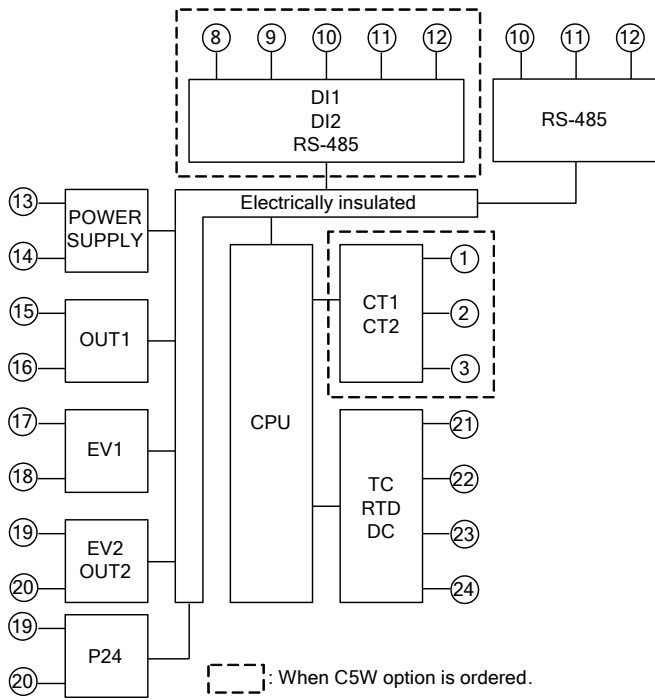 8 9 10 11 12 10 11 12
DI1
DI2
RS-485
RS-485
Electrically insulated
13
14
POWER
SUPPLY
15
16
OUT1
17
18
EV1
19
20
EV2
OUT2
19
20
P24
CPU
CT1
CT2
1
2
3
TC
RTD
DC
21
22
23
24
: When C5W option is ordered.